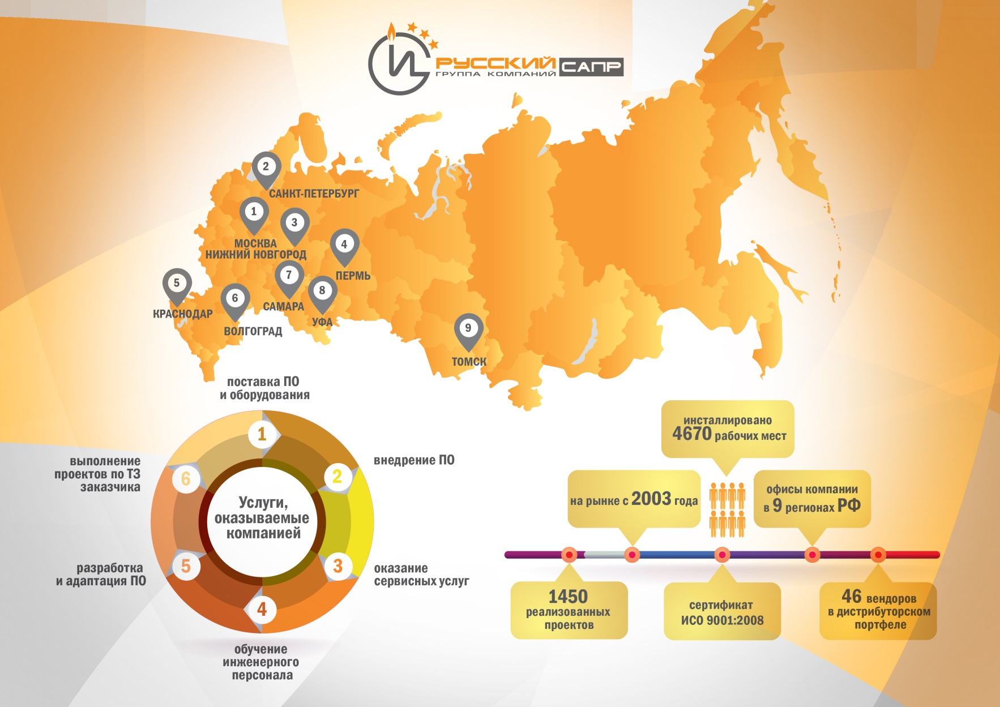 И
РУССКИЙ САПР
ГРУППА КОМПАНИЙ
2
САНКТ-ПЕТЕРБУРГ
1
МОСКВА
3
НИЖНИЙ НОВГОРОД
4
ПЕРМЬ
5
КРАСНОДАР
6
ВОЛГОГРАД
7
САМАРА
8
УФА
9
ТОМСК
поставка ПО
и оборудования
1
внедрение ПО
2
оказание
сервисных услуг
3
обучение
инженерного
персонала
4
разработка
и адаптация ПО
5
выполнение
проектов по ТЗ
заказчика
6
Услуги,
оказываемые
компанией
инсталлировано
4670 рабочих мест
на рынке с 2003 года
офисы компании
в 9 регионах РФ
1450
реализованных
проектов
сертификат
ИСО 9001:2008
46 вендоров
в дистрибуторском
портфеле